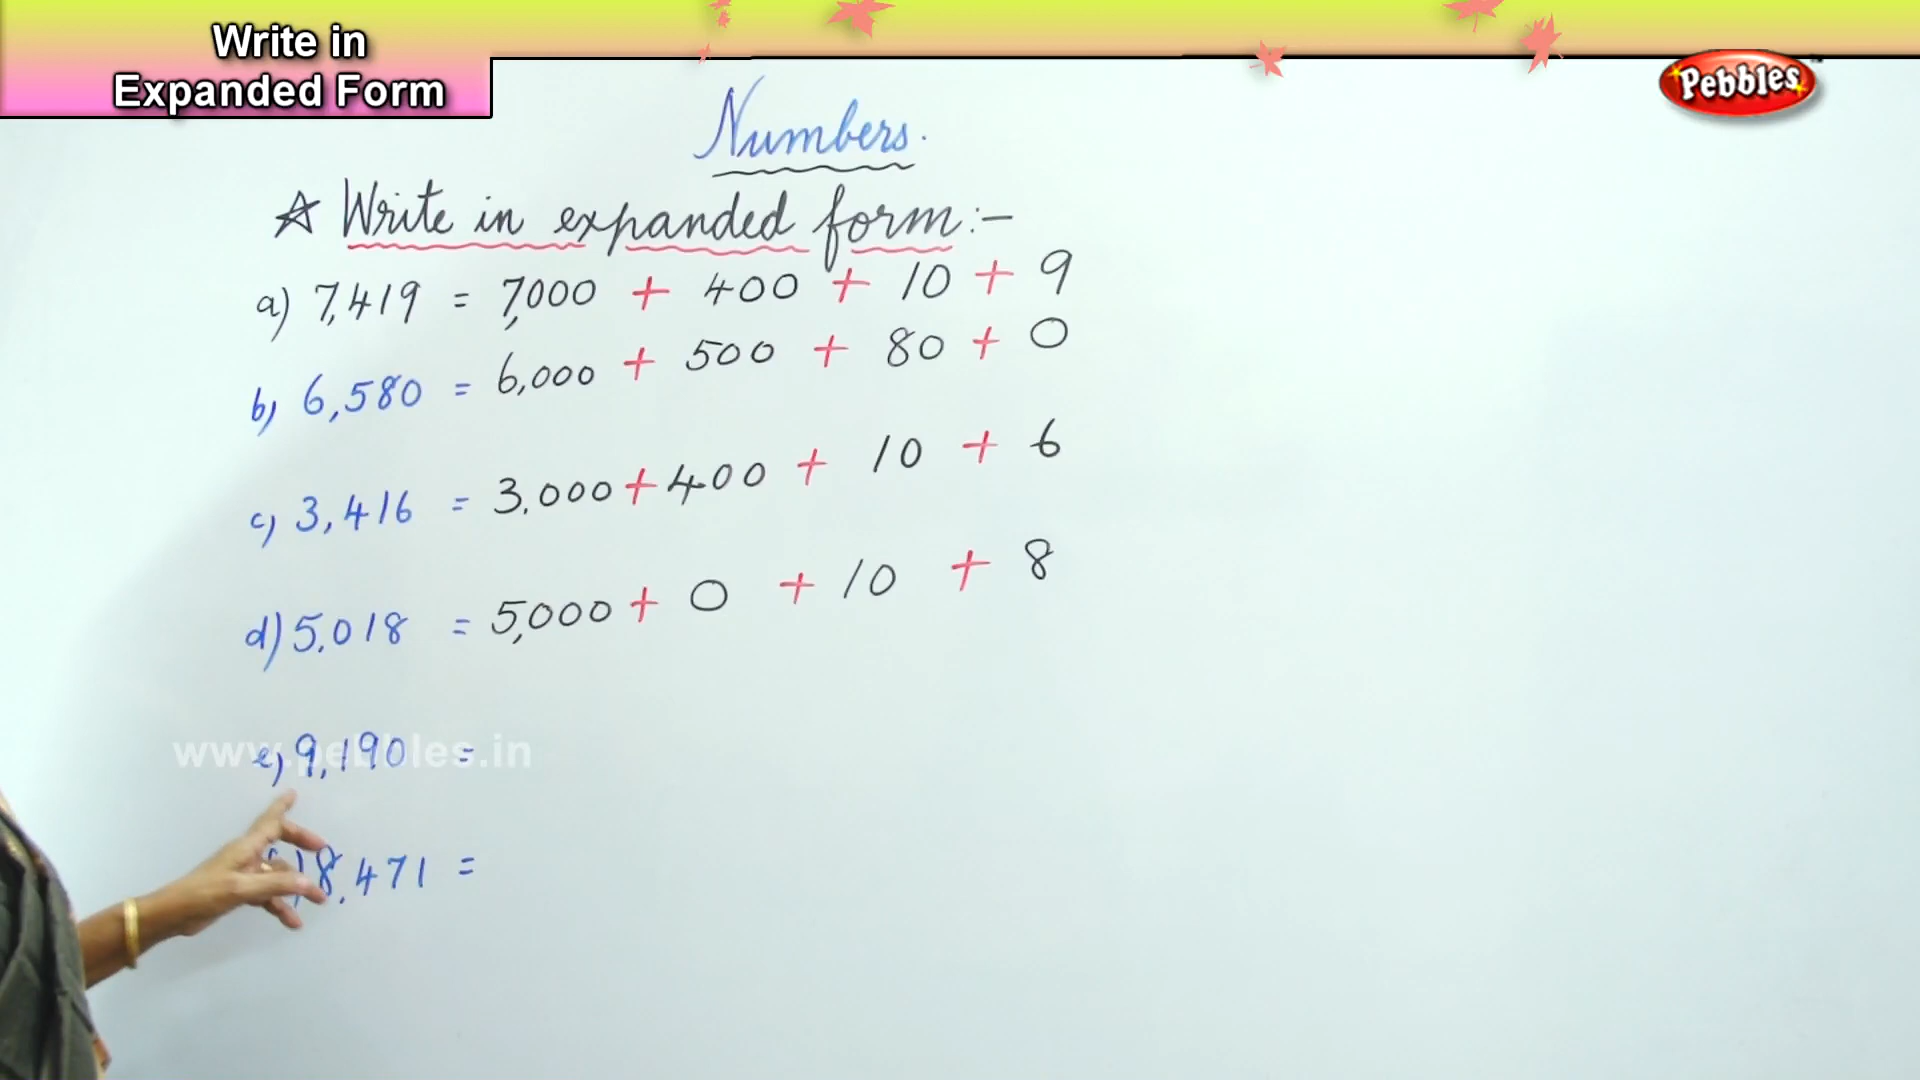 Write in
Expanded Form
Pebbles
Numbers.
☆ Write in expanded form:-
a) 7,419 = 7,000 + 400 + 10 + 9
b) 6,580 = 6,000 + 500 + 80 + 0
c) 3,416 = 3,000 + 400 + 10 + 6
d) 5,018 = 5,000 + 0 + 10 + 8
www.pebbles.in
e) 9,190 =
) 8,471 =